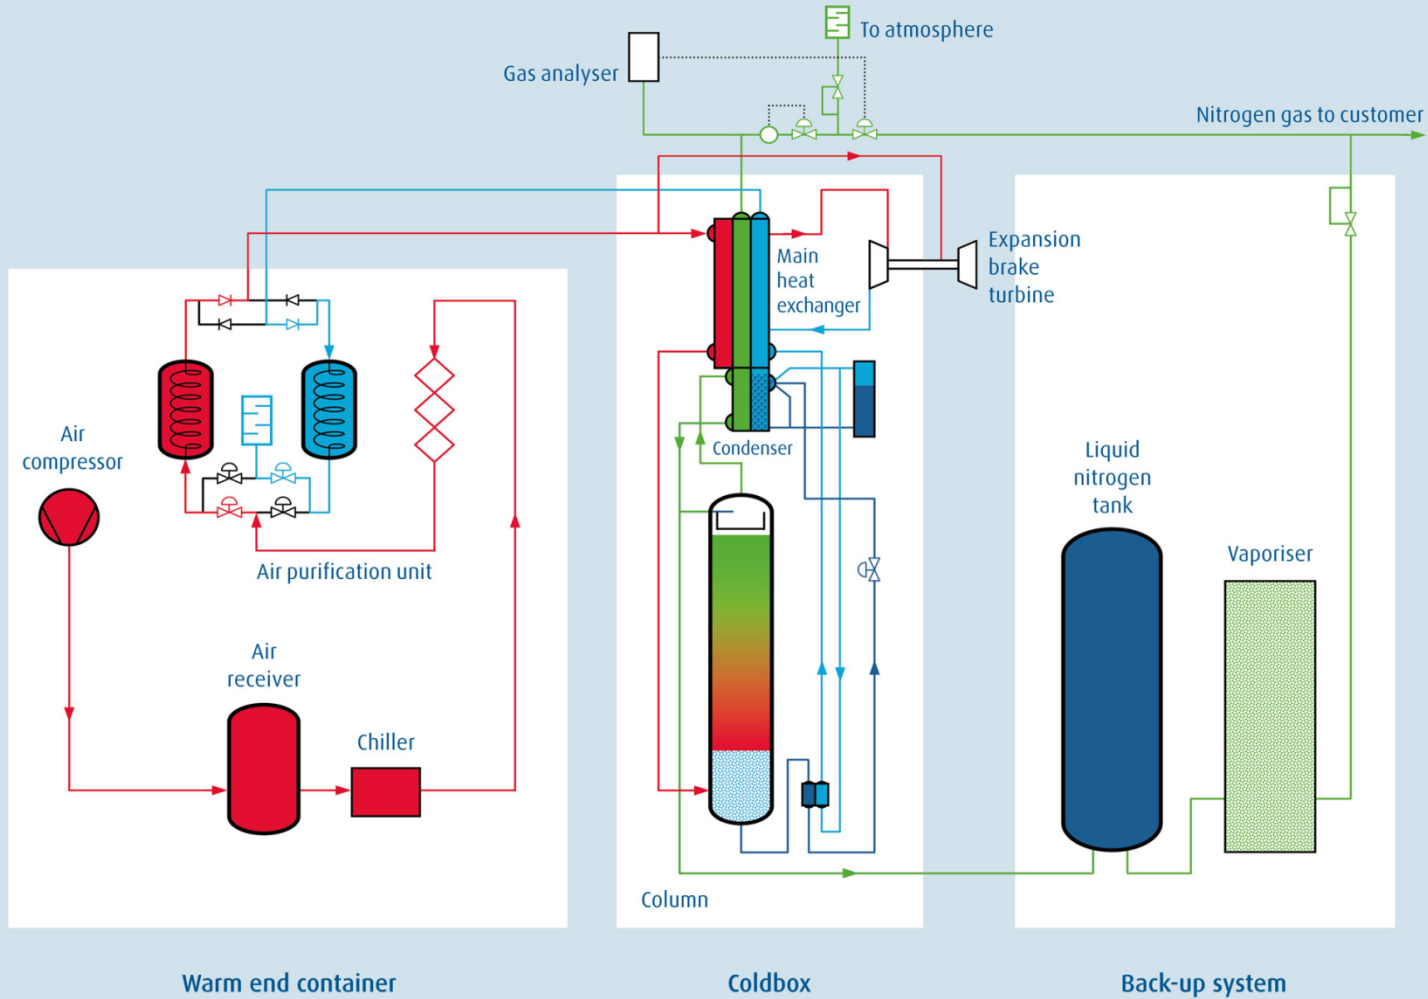 To atmosphere
Gas analyser
Nitrogen gas to customer
Expansion
brake
turbine
Main
heat
exchanger
Condenser
Air
compressor
Air purification unit
Air
receiver
Chiller
Liquid
nitrogen
tank
Vaporiser
Column
Warm end container
Coldbox
Back-up system